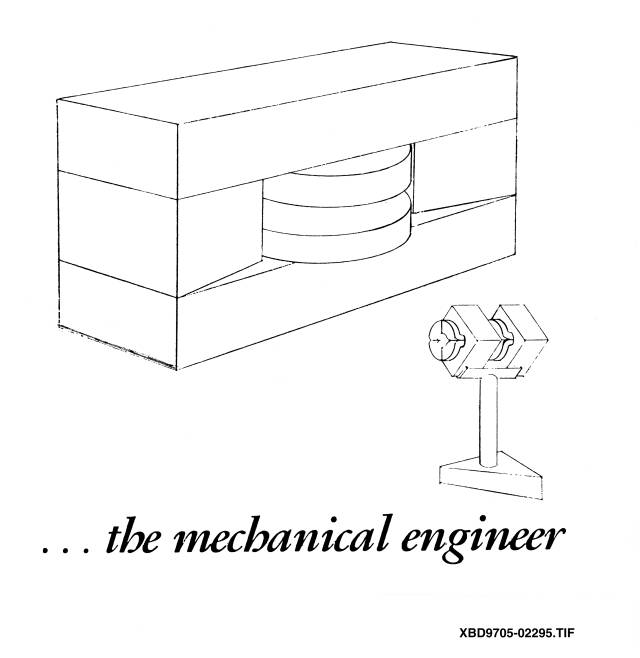 ... the mechanical engineer
XBD9705-02295.TIF